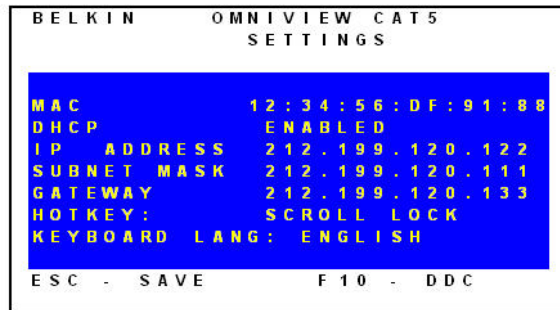 BELKIN OMNIVIEW CAT5
SETTINGS
MAC 12:34:56:DF:91:88
DHCP ENABLED
IP ADDRESS 212.199.120.122
SUBNET MASK 212.199.120.111
GATEWAY 212.199.120.133
HOTKEY: SCROLL LOCK
KEYBOARD LANG: ENGLISH
ESC - SAVE F10 - DDC